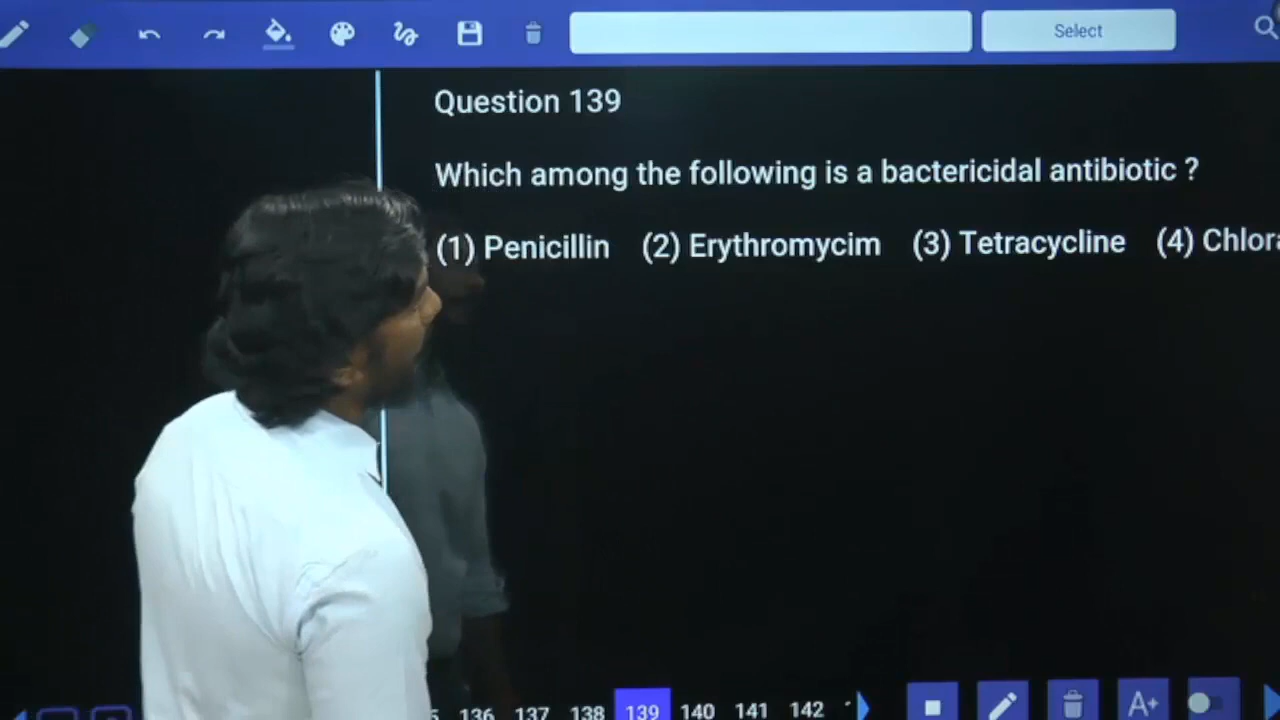 Select
Question 139
Which among the following is a bactericidal antibiotic ?
(1) Penicillin (2) Erythromycim (3) Tetracycline (4) Chlor
136 137 138 139 140 141 142
A+